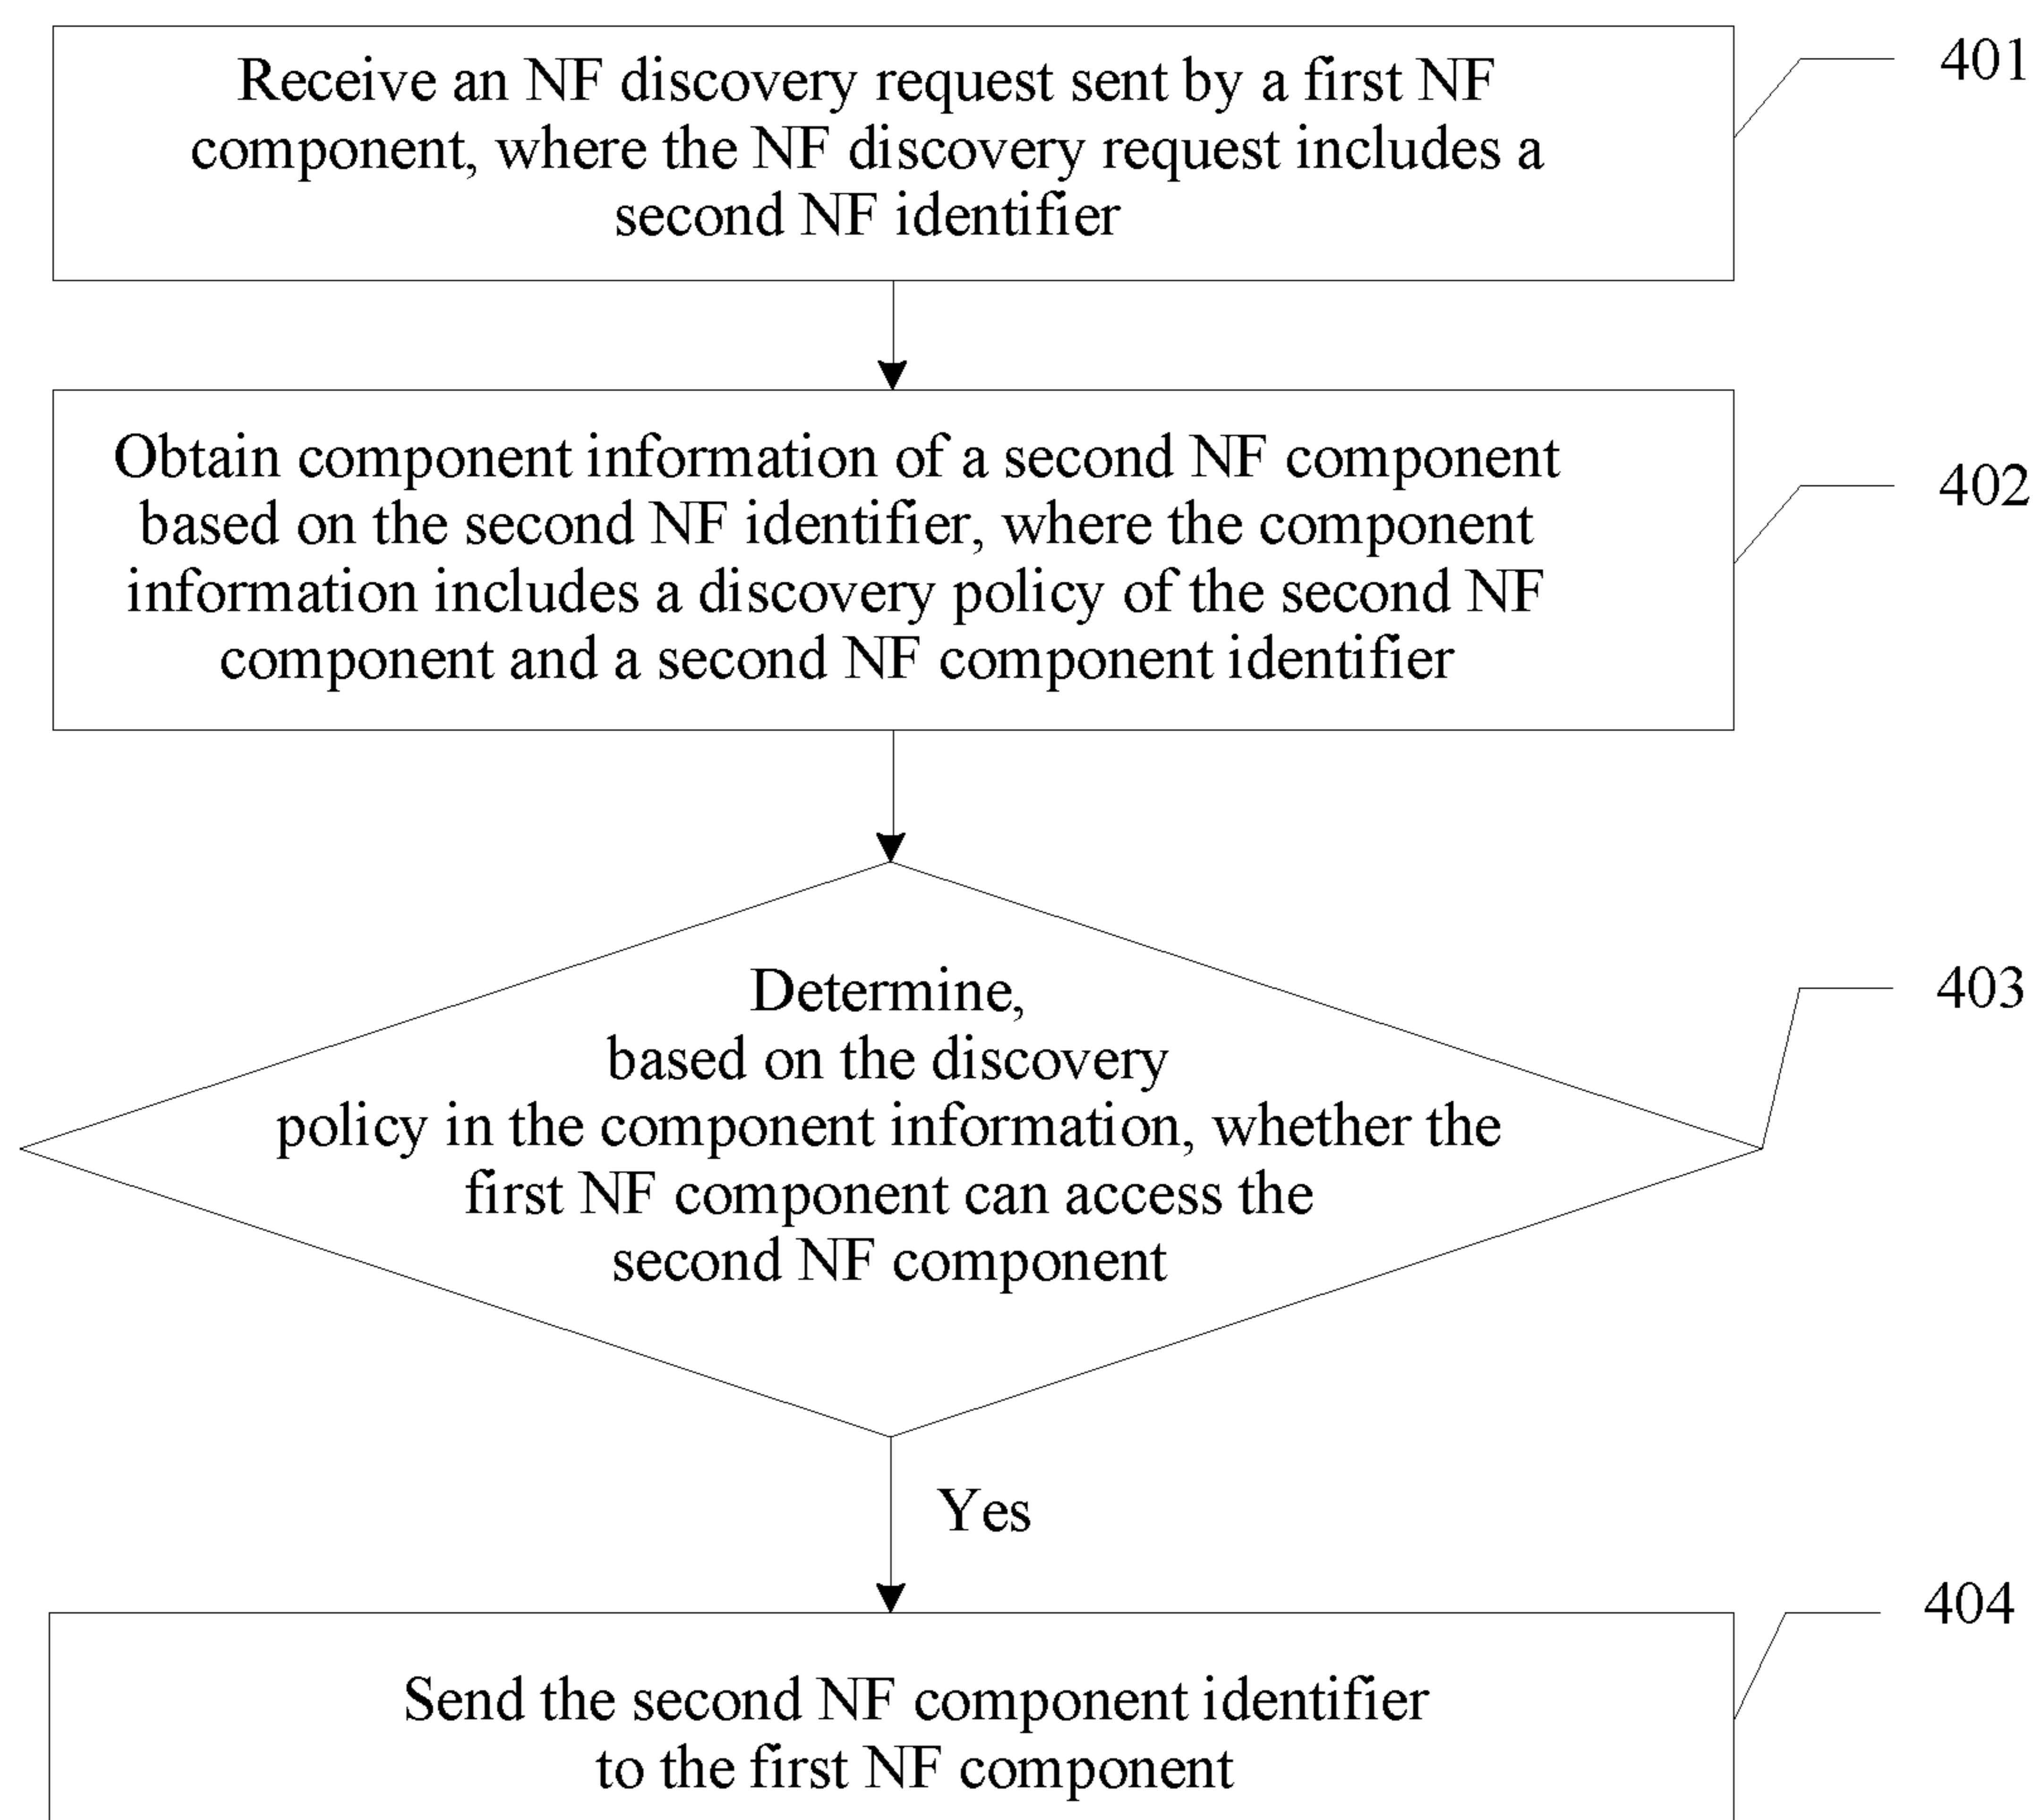 Receive an NF discovery request sent by a first NF
component, where the NF discovery request includes a
second NF identifier
401
Obtain component information of a second NF component
based on the second NF identifier, where the component
information includes a discovery policy of the second NF
component and a second NF component identifier
402
Determine,
based on the discovery
policy in the component information, whether the
first NF component can access the
second NF component
403
Yes
Send the second NF component identifier
to the first NF component
404